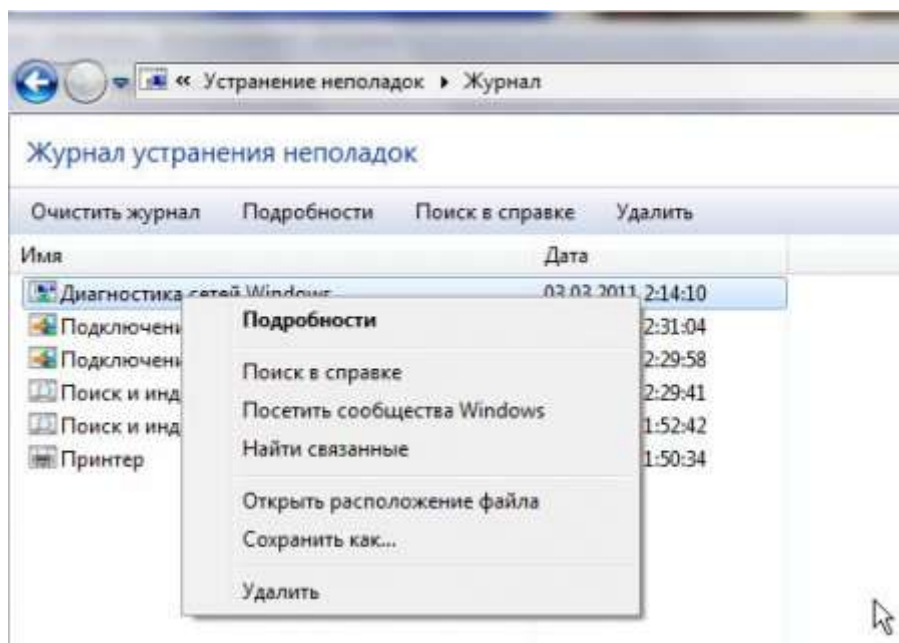 « Устранение неполадок ▸ Журнал
Журнал устранения неполадок
Очистить журнал Подробности Поиск в справке Удалить
Имя Дата
Диагностика сетей Windows 03.03.2011 2:14:10
Подключени 2:31:04
Подключени 2:29:58
Поиск и инд 2:29:41
Поиск и инд 1:52:42
Принтер 1:50:34
Подробности
Поиск в справке
Посетить сообщества Windows
Найти связанные
Открыть расположение файла
Сохранить как...
Удалить